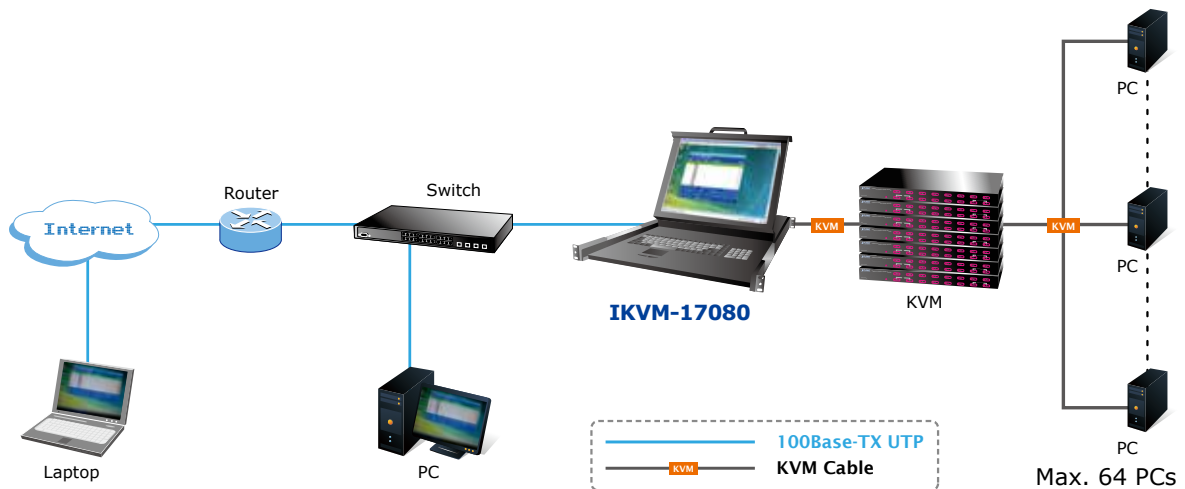 PC
Router
Switch
Internet
KVM
KVM
PC
KVM
IKVM-17080
Laptop
PC
100Base-TX UTP
KVM
KVM Cable
PC
Max. 64 PCs